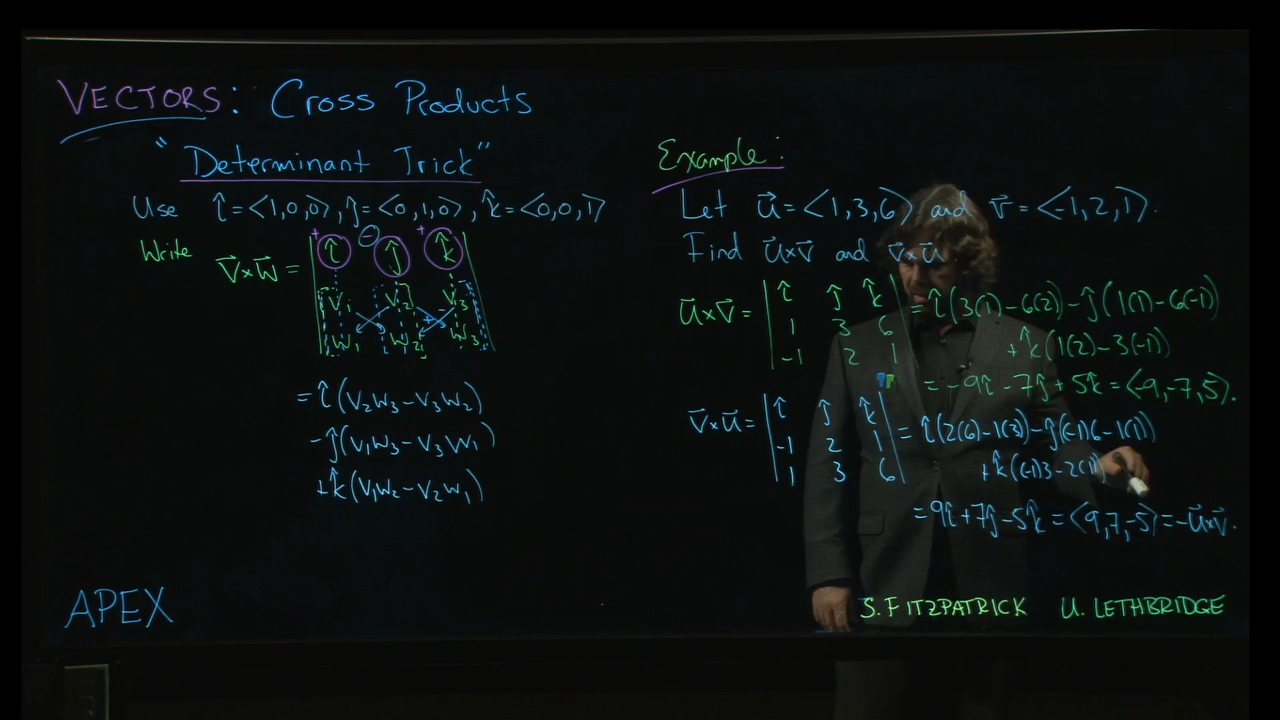 VECTORS: Cross Products
"Determinant Trick"
Use î=<1,0,0>, ĵ=<0,1,0>, k̂=<0,0,1>
Write
+ − +
v⃗×w⃗ = | î ĵ k̂ |
| v₁ v₂ v₃ |
| w₁ w₂ w₃ |
= î(v₂w₃−v₃w₂)
−ĵ(v₁w₃−v₃w₁)
+k̂(v₁w₂−v₂w₁)
APEX
Example:
Let u⃗=<1,3,6> and v⃗=<-1,2,1>.
Find u⃗×v⃗ and v⃗×u⃗.
u⃗×v⃗ = | î ĵ k̂ | = î(3(1)−6(2))−ĵ(1(1)−6(-1))
| 1 3 6 | +k̂(1(2)−3(-1))
| -1 2 1 |
= −9î−7ĵ+5k̂=<-9,-7,5>.
v⃗×u⃗ = | î ĵ k̂ | = î(2(6)−1(3))−ĵ((-1)6−1(1))
| -1 2 1 | +k̂((-1)3−2(1))
| 1 3 6 |
=9î+7ĵ−5k̂=<9,7,-5>=−u⃗×v⃗.
S. FITZPATRICK U. LETHBRIDGE